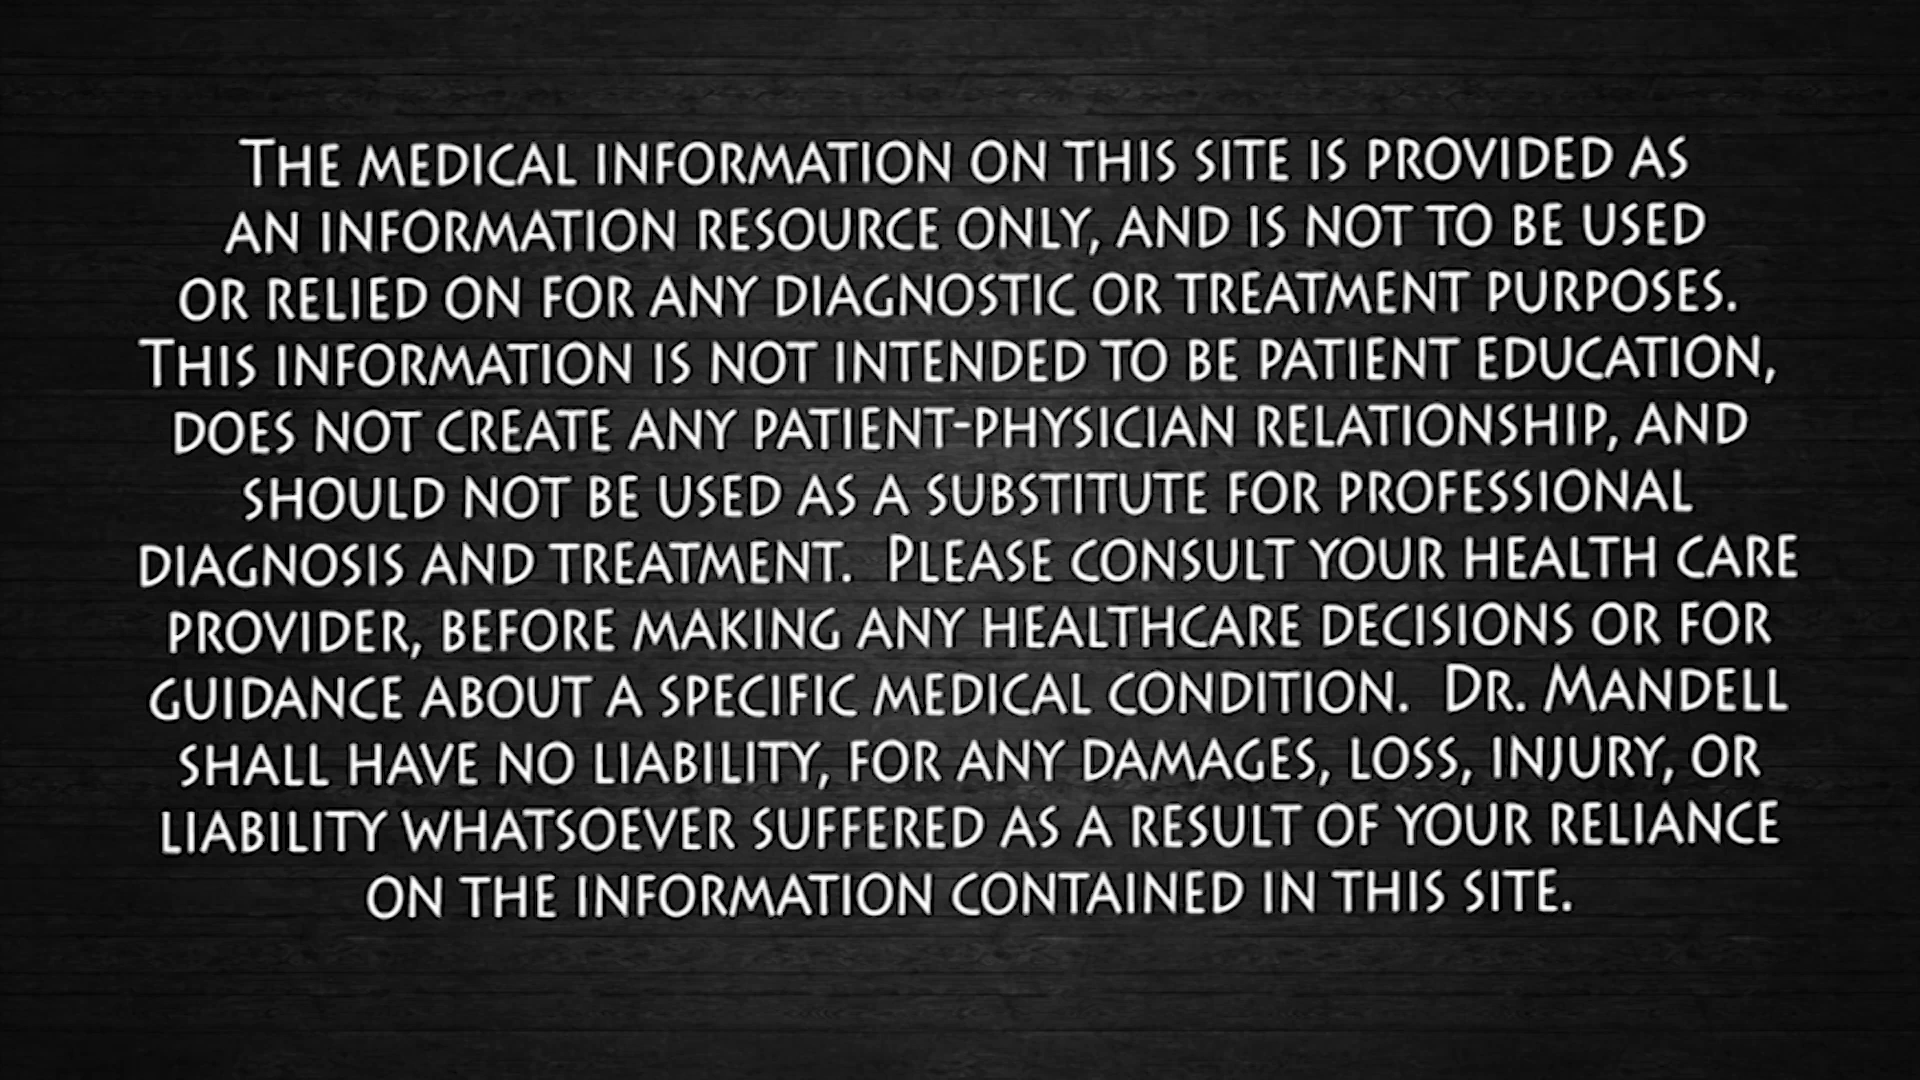 The medical information on this site is provided as
an information resource only, and is not to be used
or relied on for any diagnostic or treatment purposes.
This information is not intended to be patient education,
does not create any patient-physician relationship, and
should not be used as a substitute for professional
diagnosis and treatment.  Please consult your health care
provider, before making any healthcare decisions or for
guidance about a specific medical condition.  Dr. Mandell
shall have no liability, for any damages, loss, injury, or
liability whatsoever suffered as a result of your reliance
on the information contained in this site.